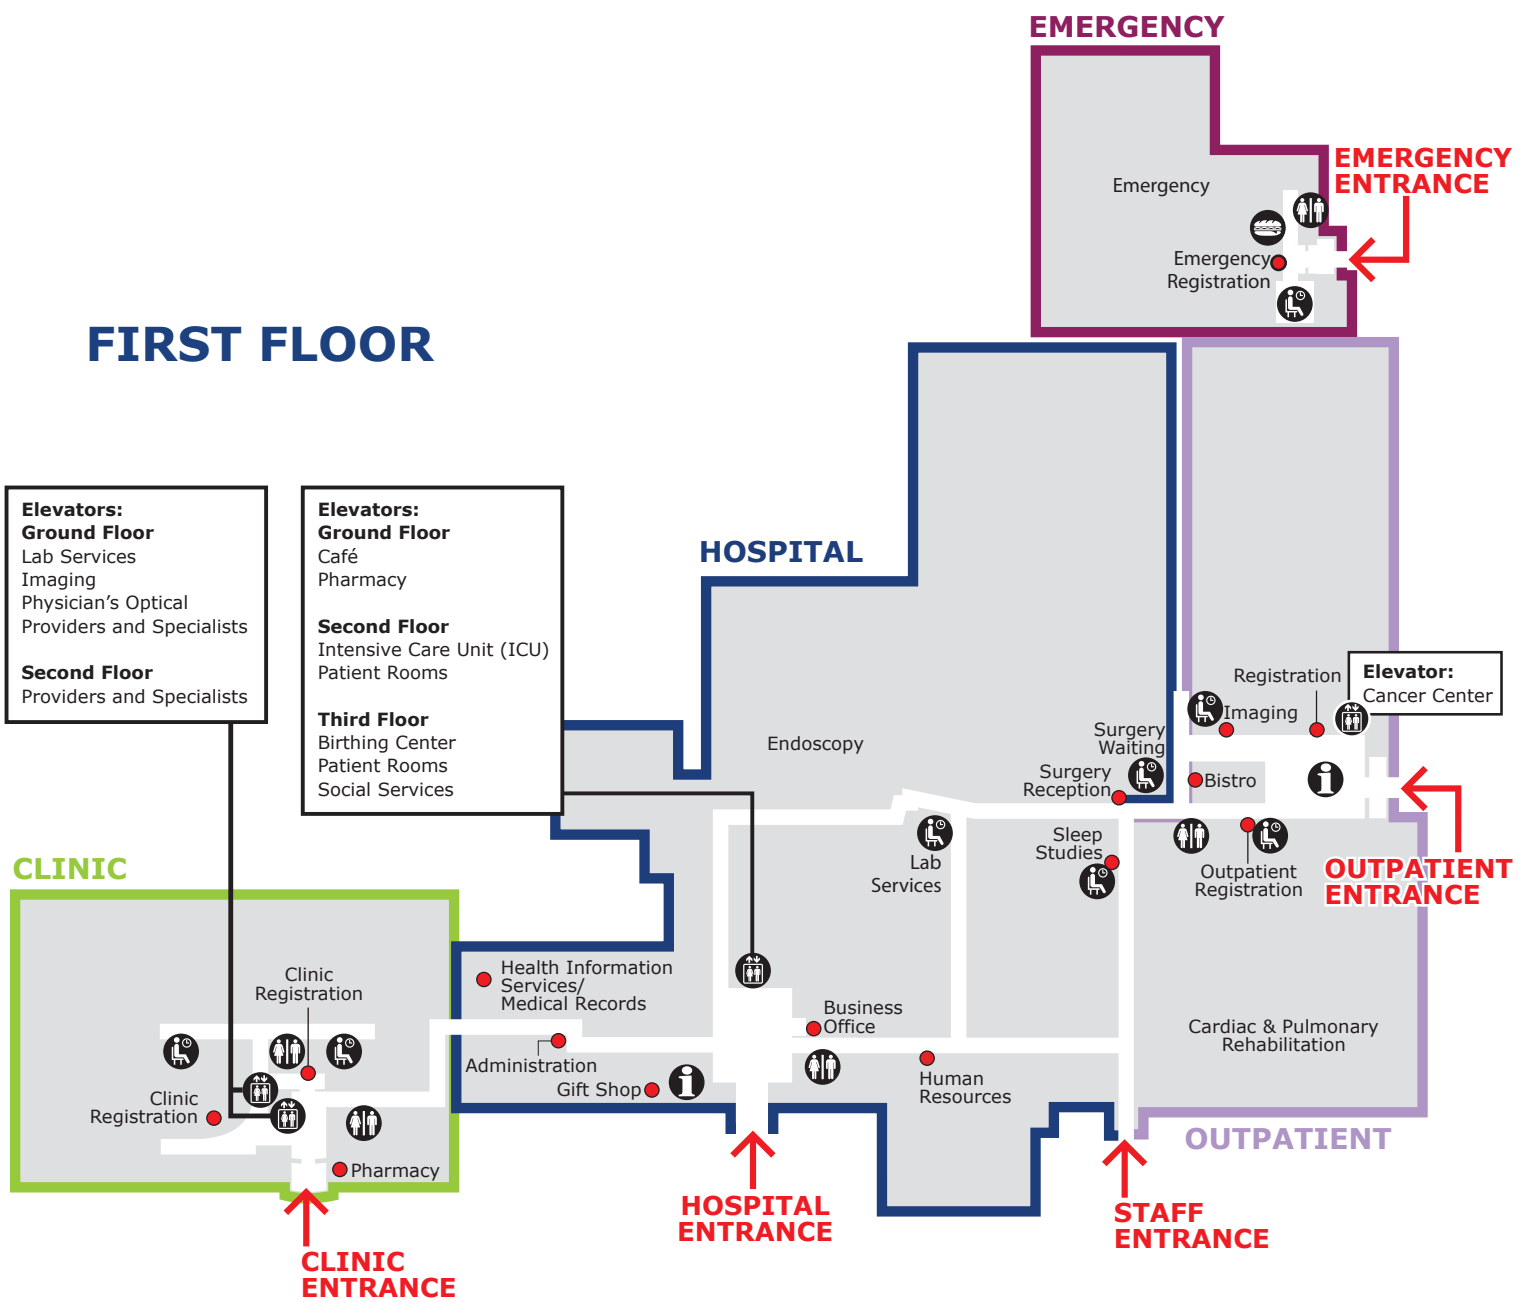 EMERGENCY
EMERGENCY
ENTRANCE
Emergency
Emergency
Registration
FIRST FLOOR
Elevators:
Ground Floor
Lab Services
Imaging
Physician’s Optical
Providers and Specialists
Second Floor
Providers and Specialists
Elevators:
Ground Floor
Café
Pharmacy
Second Floor
Intensive Care Unit (ICU)
Patient Rooms
Third Floor
Birthing Center
Patient Rooms
Social Services
HOSPITAL
Endoscopy
Surgery
Waiting
Surgery
Reception
Registration
Imaging
Elevator:
Cancer Center
Bistro
Sleep
Studies
Lab
Services
Outpatient
Registration
OUTPATIENT
ENTRANCE
CLINIC
Clinic
Registration
Clinic
Registration
Pharmacy
Health Information
Services/
Medical Records
Administration
Gift Shop
Business
Office
Human
Resources
Cardiac & Pulmonary
Rehabilitation
OUTPATIENT
CLINIC
ENTRANCE
HOSPITAL
ENTRANCE
STAFF
ENTRANCE